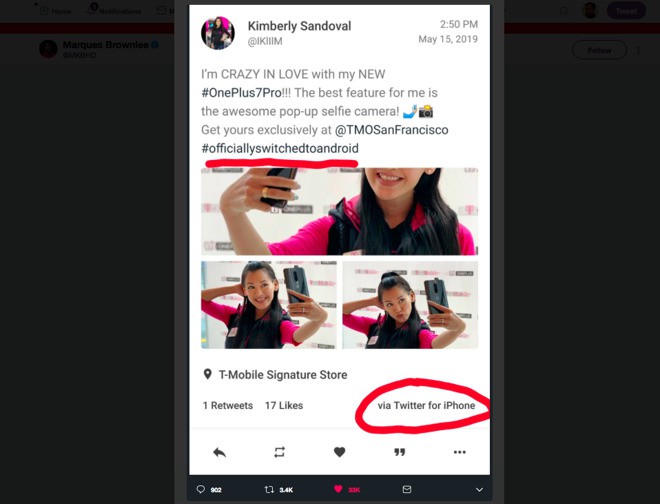 Home
Notifications
Tweet
Marques Brownlee
@MKBHD
Follow
Kimberly Sandoval
@IKIIIM
2:50 PM
May 15, 2019
I'm CRAZY IN LOVE with my NEW
#OnePlus7Pro!!! The best feature for me is
the awesome pop-up selfie camera! 🤳📸
Get yours exclusively at @TMOSanFrancisco
#officiallyswitchedtoandroid
T-Mobile Signature Store
1 Retweets 17 Likes
via Twitter for iPhone
902
3.4K
33K